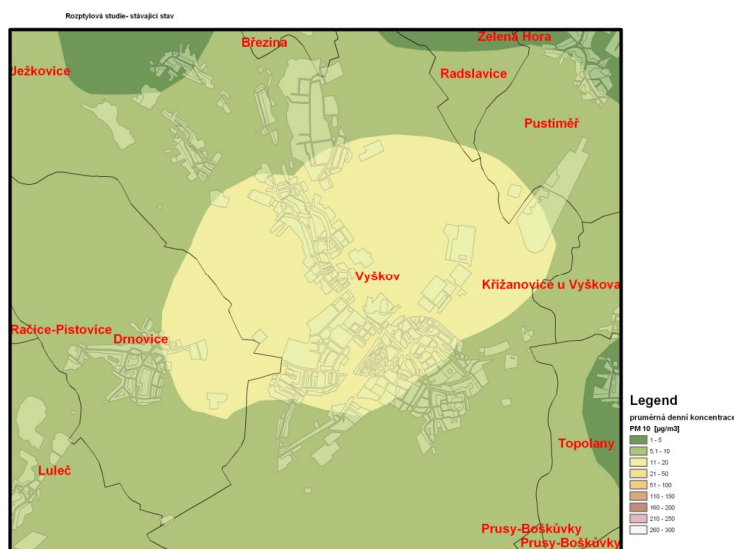 Rozptylová studie- stávající stav
Březina
Zelená Hora
Ježkovice
Radslavice
Pustiměř
Vyškov
Křižanovice u Vyškova
Račice-Pistovice
Drnovice
Topolany
Luleč
Prusy-Boškůvky
Prusy-Boškůvky
Legend
pruměrná denní koncentrace
PM 10 [µg/m3]
1 - 5
5,1 - 10
11 - 20
21 - 50
51 - 100
110 - 150
160 - 200
210 - 250
260 - 300